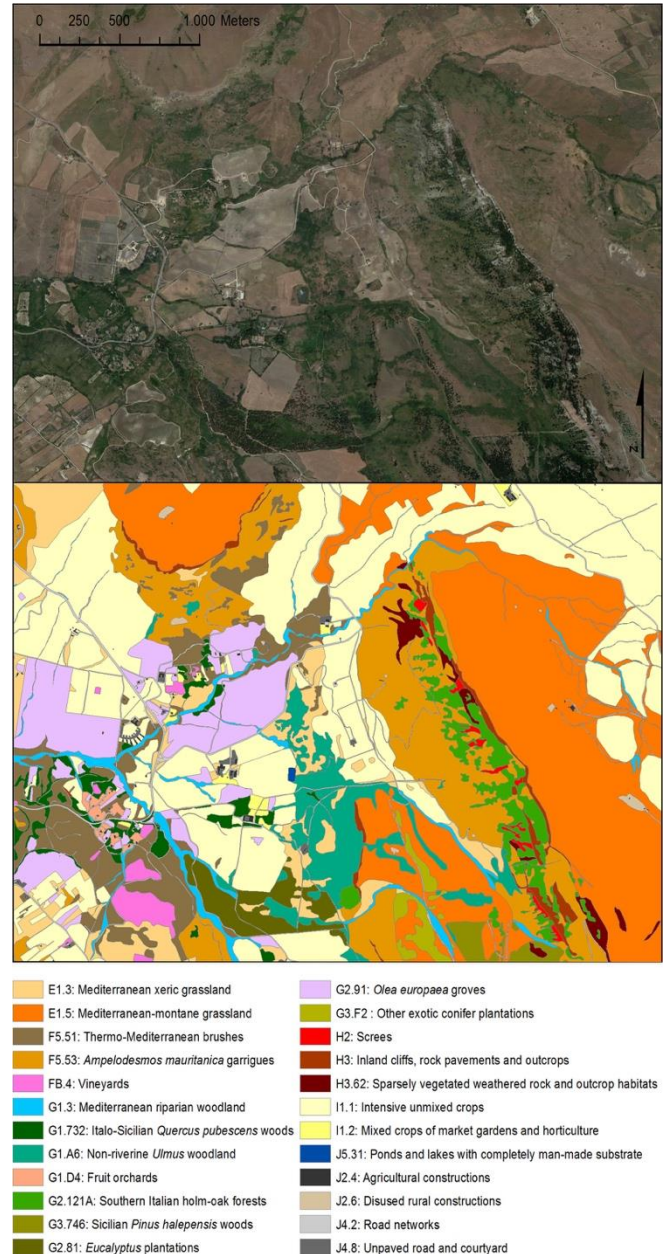 0 250 500 1.000 Meters
N
E1.3: Mediterranean xeric grassland
E1.5: Mediterranean-montane grassland
F5.51: Thermo-Mediterranean brushes
F5.53: Ampelodesmos mauritanica garrigues
FB.4: Vineyards
G1.3: Mediterranean riparian woodland
G1.732: Italo-Sicilian Quercus pubescens woods
G1.A6: Non-riverine Ulmus woodland
G1.D4: Fruit orchards
G2.121A: Southern Italian holm-oak forests
G3.746: Sicilian Pinus halepensis woods
G2.81: Eucalyptus plantations
G2.91: Olea europaea groves
G3.F2 : Other exotic conifer plantations
H2: Screes
H3: Inland cliffs, rock pavements and outcrops
H3.62: Sparsely vegetated weathered rock and outcrop habitats
I1.1: Intensive unmixed crops
I1.2: Mixed crops of market gardens and horticulture
J5.31: Ponds and lakes with completely man-made substrate
J2.4: Agricultural constructions
J2.6: Disused rural constructions
J4.2: Road networks
J4.8: Unpaved road and courtyard